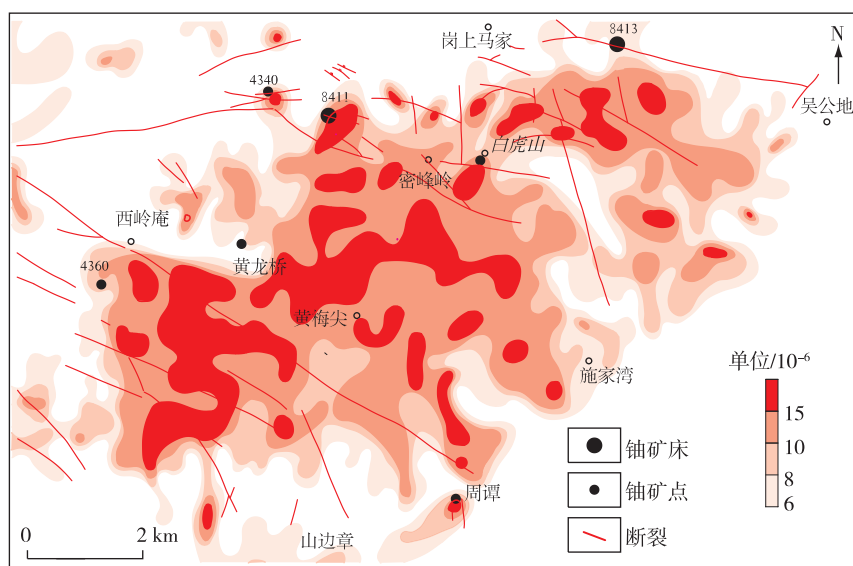 岗上马家
8413
N
4340
8411
吴公地
白虎山
密峰岭
西岭庵
黄龙桥
4360
黄梅尖
单位/10-6
施家湾
15
10
8
6
铀矿床
铀矿点
断裂
周谭
山边章
0
2 km